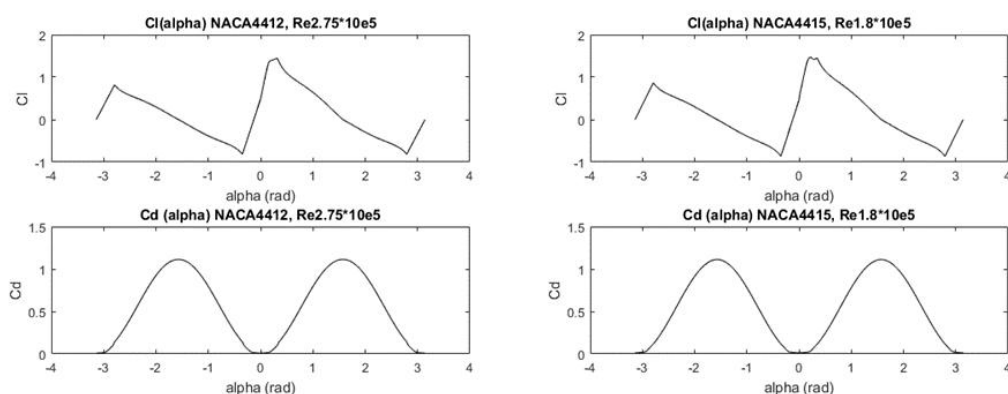 Cl(alpha) NACA4412, Re2.75*10e5
2
1
0
-1
Cl
-4 -3 -2 -1 0 1 2 3 4
alpha (rad)
Cd (alpha) NACA4412, Re2.75*10e5
1.5
1
0.5
0
Cd
-4 -3 -2 -1 0 1 2 3 4
alpha (rad)
Cl(alpha) NACA4415, Re1.8*10e5
2
1
0
-1
Cl
-4 -3 -2 -1 0 1 2 3 4
alpha (rad)
Cd (alpha) NACA4415, Re1.8*10e5
1.5
1
0.5
0
Cd
-4 -3 -2 -1 0 1 2 3 4
alpha (rad)